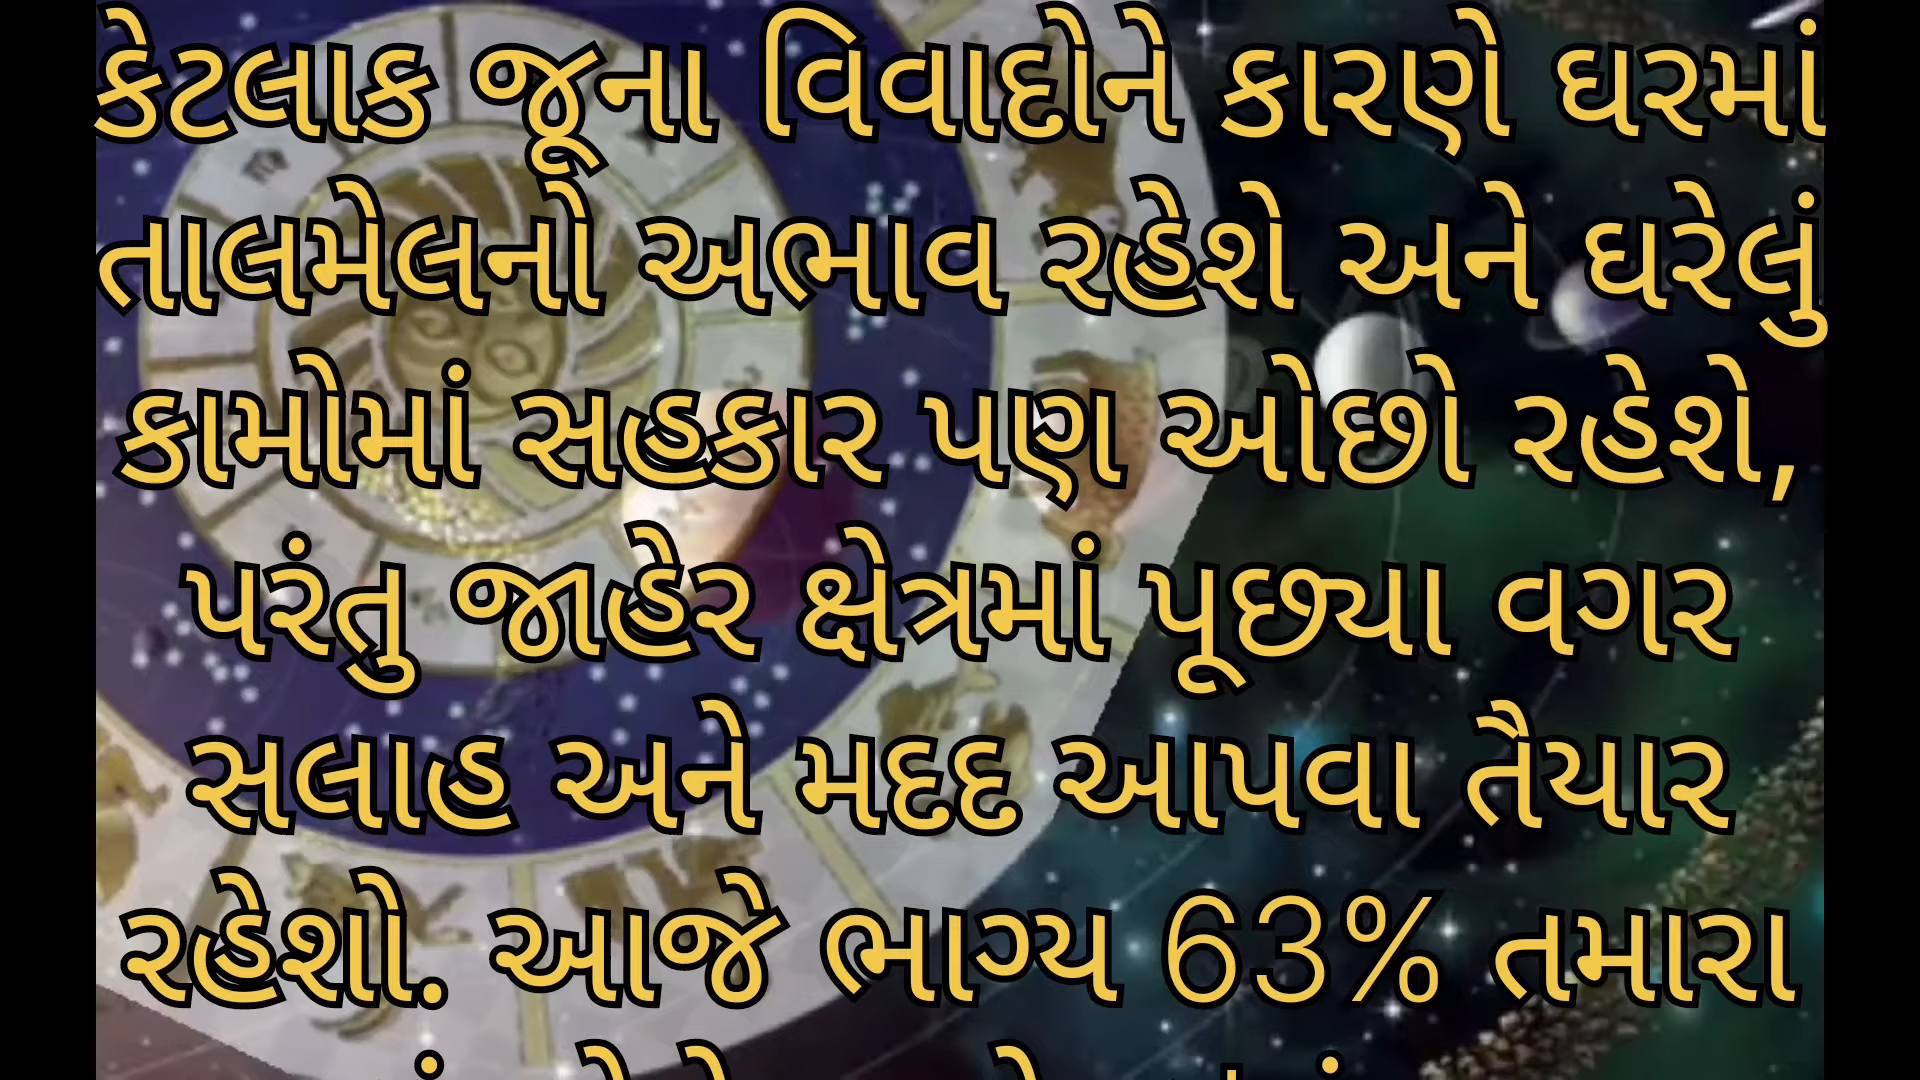 કેટલાક જૂના વિવાદોને કારણે ઘરમાં
તાલમેલનો અભાવ રહેશે અને ઘરેલું
કામોમાં સહકાર પણ ઓછો રહેશે,
પરંતુ જાહેર ક્ષેત્રમાં પૂછ્યા વગર
સલાહ અને મદદ આપવા તૈયાર
રહેશો. આજે ભાગ્ય 63% તમારા